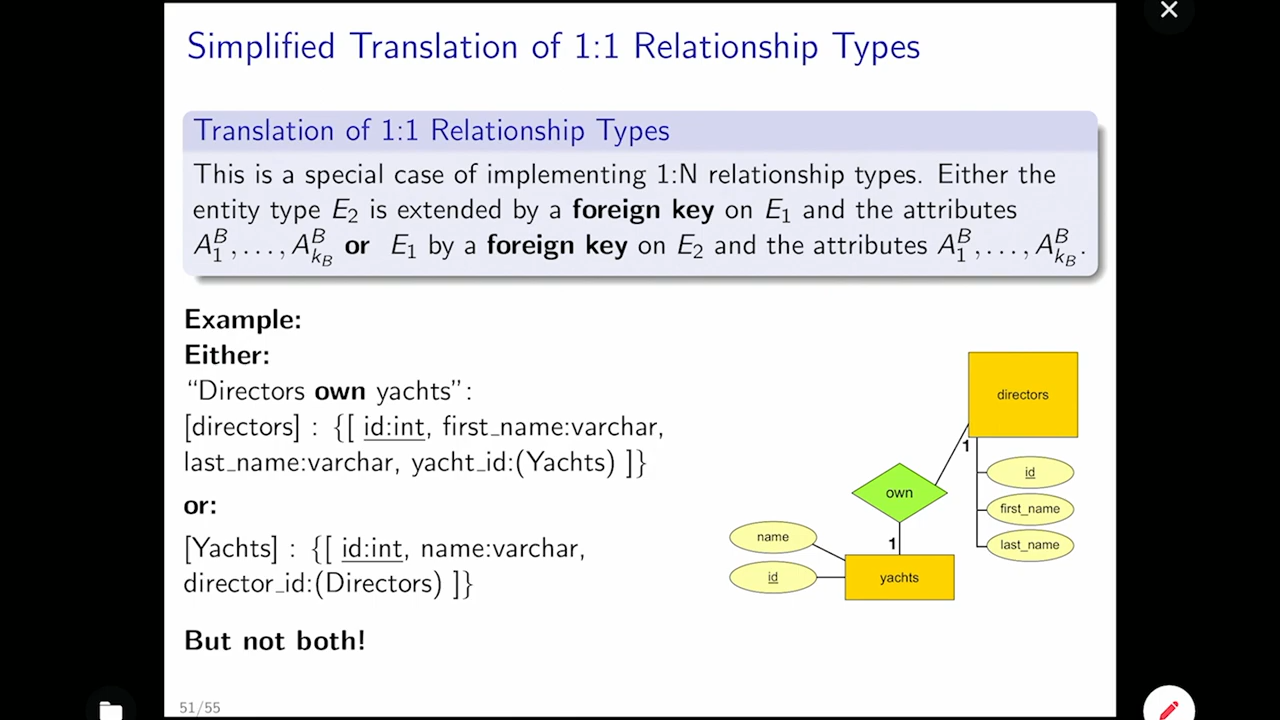 Simplified Translation of 1:1 Relationship Types
Translation of 1:1 Relationship Types
This is a special case of implementing 1:N relationship types. Either the
entity type E₂ is extended by a foreign key on E₁ and the attributes
A₁ᴮ, . . . , A_{k_B}^B or E₁ by a foreign key on E₂ and the attributes A₁ᴮ, . . . , A_{k_B}^B.
Example:
Either:
“Directors own yachts”:
[directors] : {[ id:int, first_name:varchar,
last_name:varchar, yacht_id:(Yachts) ]}
or:
[Yachts] : {[ id:int, name:varchar,
director_id:(Directors) ]}
But not both!
directors
1
id
own
first_name
name
1
last_name
id
yachts
51/55